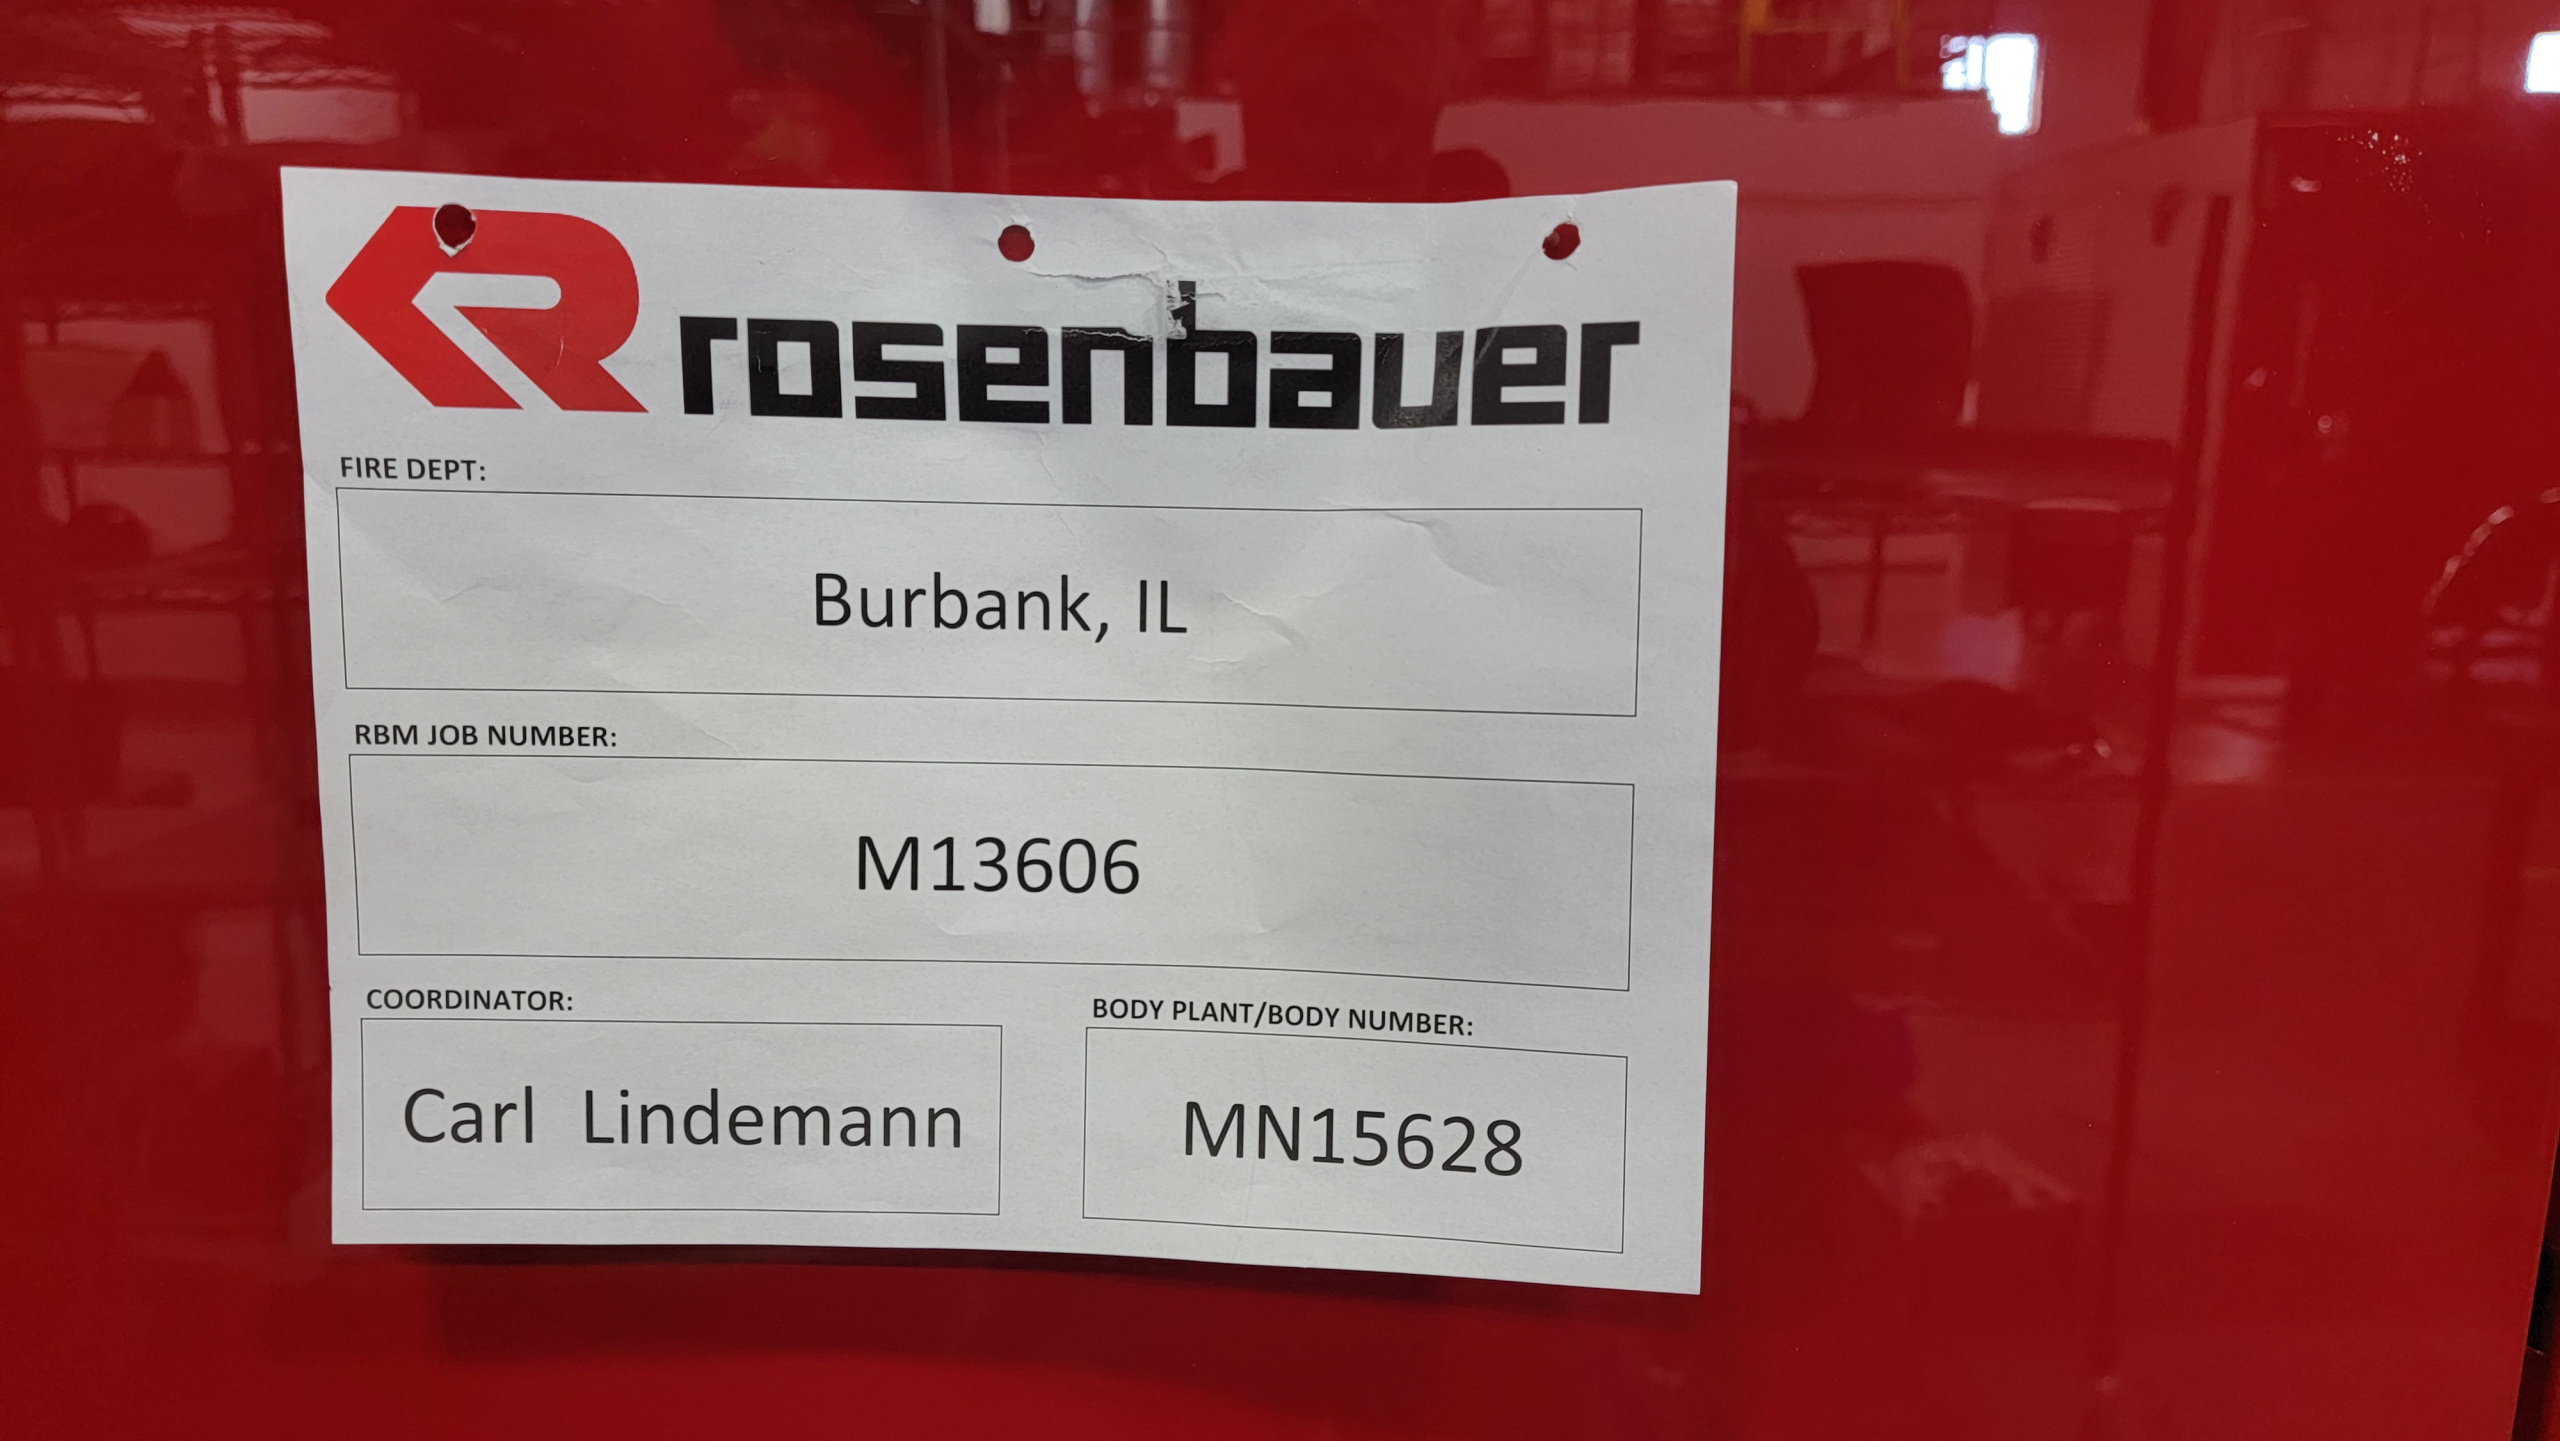 rosenbauer
FIRE DEPT:
Burbank, IL
RBM JOB NUMBER:
M13606
COORDINATOR:
Carl Lindemann
BODY PLANT/BODY NUMBER:
MN15628